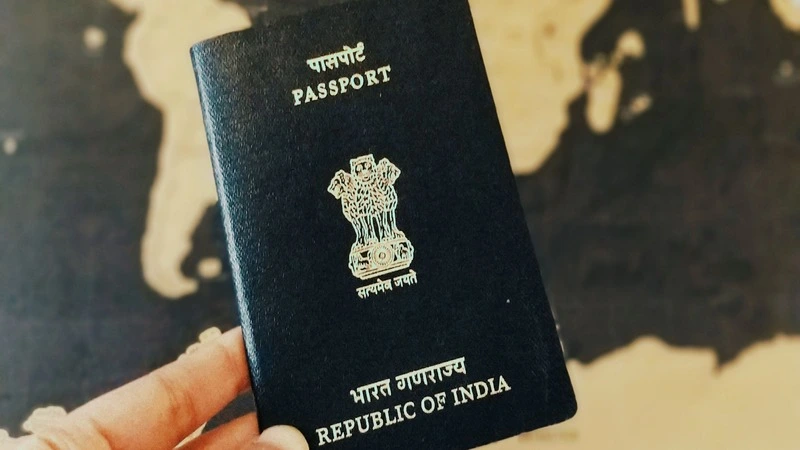 पासपोर्ट
PASSPORT
सत्यमेव जयते
भारत गणराज्य
REPUBLIC OF INDIA